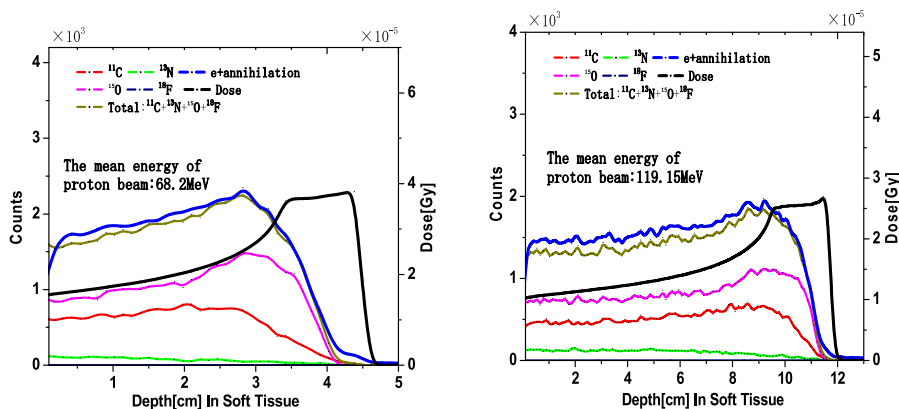 ×10³ ×10⁻⁵
¹¹C ¹³N e+annihilation
¹⁵O ¹⁸F Dose
Total:¹¹C+¹³N+¹⁵O+¹⁸F
The mean energy of
proton beam:68.2MeV
Counts
Dose[Gy]
4
3
2
1
0
6
4
2
0
1 2 3 4 5
Depth[cm] In Soft Tissue
×10³ ×10⁻⁵
¹¹C ¹³N e+annihilation
¹⁵O ¹⁸F Dose
Total:¹¹C+¹³N+¹⁵O+¹⁸F
The mean energy of
proton beam:119.15MeV
Counts
Dose[Gy]
4
3
2
1
0
5
4
3
2
1
0
2 4 6 8 10 12
Depth[cm] In Soft Tissue